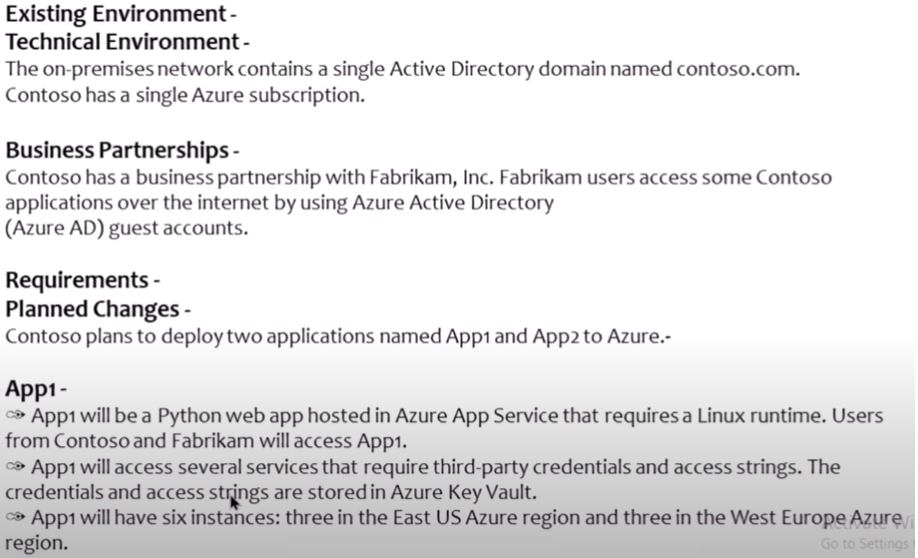 Existing Environment -
Technical Environment -
The on-premises network contains a single Active Directory domain named contoso.com.
Contoso has a single Azure subscription.
Business Partnerships -
Contoso has a business partnership with Fabrikam, Inc. Fabrikam users access some Contoso
applications over the internet by using Azure Active Directory
(Azure AD) guest accounts.
Requirements -
Planned Changes -
Contoso plans to deploy two applications named App1 and App2 to Azure.-
App1 -
App1 will be a Python web app hosted in Azure App Service that requires a Linux runtime. Users
from Contoso and Fabrikam will access App1.
App1 will access several services that require third-party credentials and access strings. The
credentials and access strings are stored in Azure Key Vault.
App1 will have six instances: three in the East US Azure region and three in the West Europe Azure
region.
Activate Wi
Go to Settings